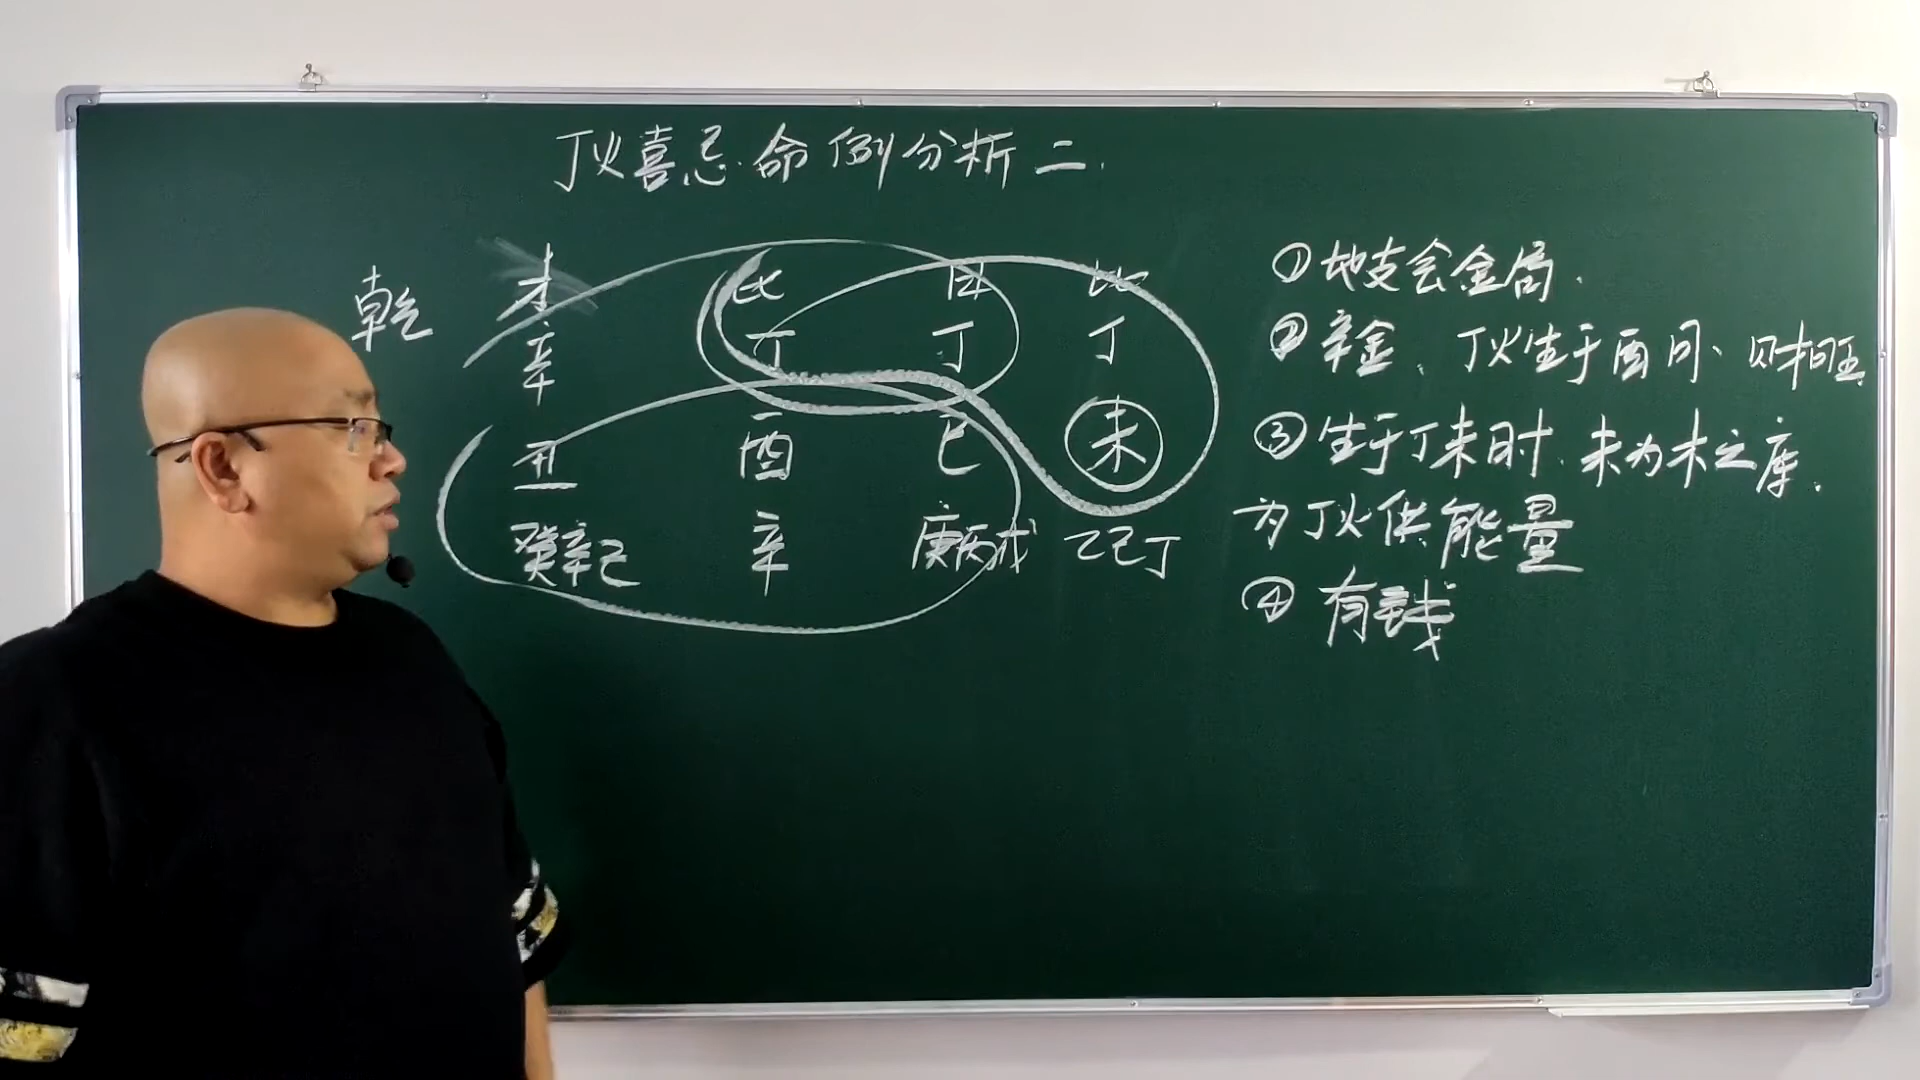 丁火喜忌命例分析二.
乾 才 比 日 比
辛 丁 丁 丁
丑 酉 巳 未
癸辛己 辛 庚丙戊 乙己丁
①地支会金局.
②辛金、丁火生于酉月、财旺
③生于丁未时.未为木之库.
为丁火供能量
④有钱